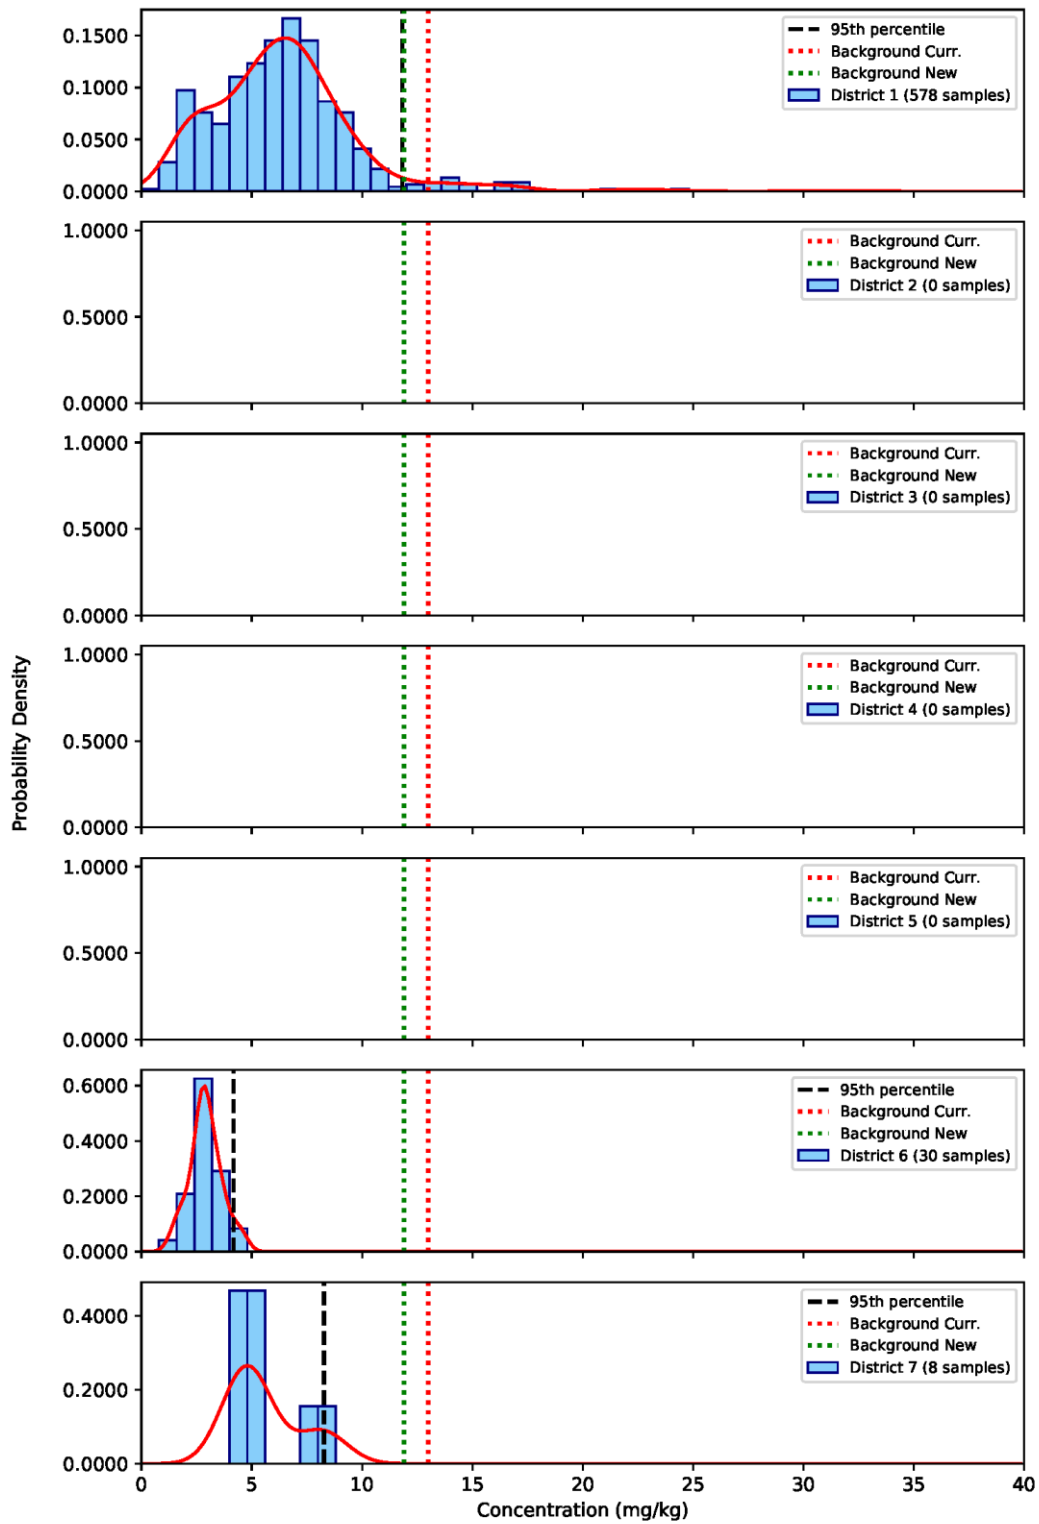 0.1500
0.1000
0.0500
0.0000
95th percentile
Background Curr.
Background New
District 1 (578 samples)
1.0000
0.5000
0.0000
Background Curr.
Background New
District 2 (0 samples)
1.0000
0.5000
0.0000
Background Curr.
Background New
District 3 (0 samples)
Probability Density
1.0000
0.5000
0.0000
Background Curr.
Background New
District 4 (0 samples)
1.0000
0.5000
0.0000
Background Curr.
Background New
District 5 (0 samples)
0.6000
0.4000
0.2000
0.0000
95th percentile
Background Curr.
Background New
District 6 (30 samples)
0.4000
0.2000
0.0000
95th percentile
Background Curr.
Background New
District 7 (8 samples)
0 5 10 15 20 25 30 35 40
Concentration (mg/kg)